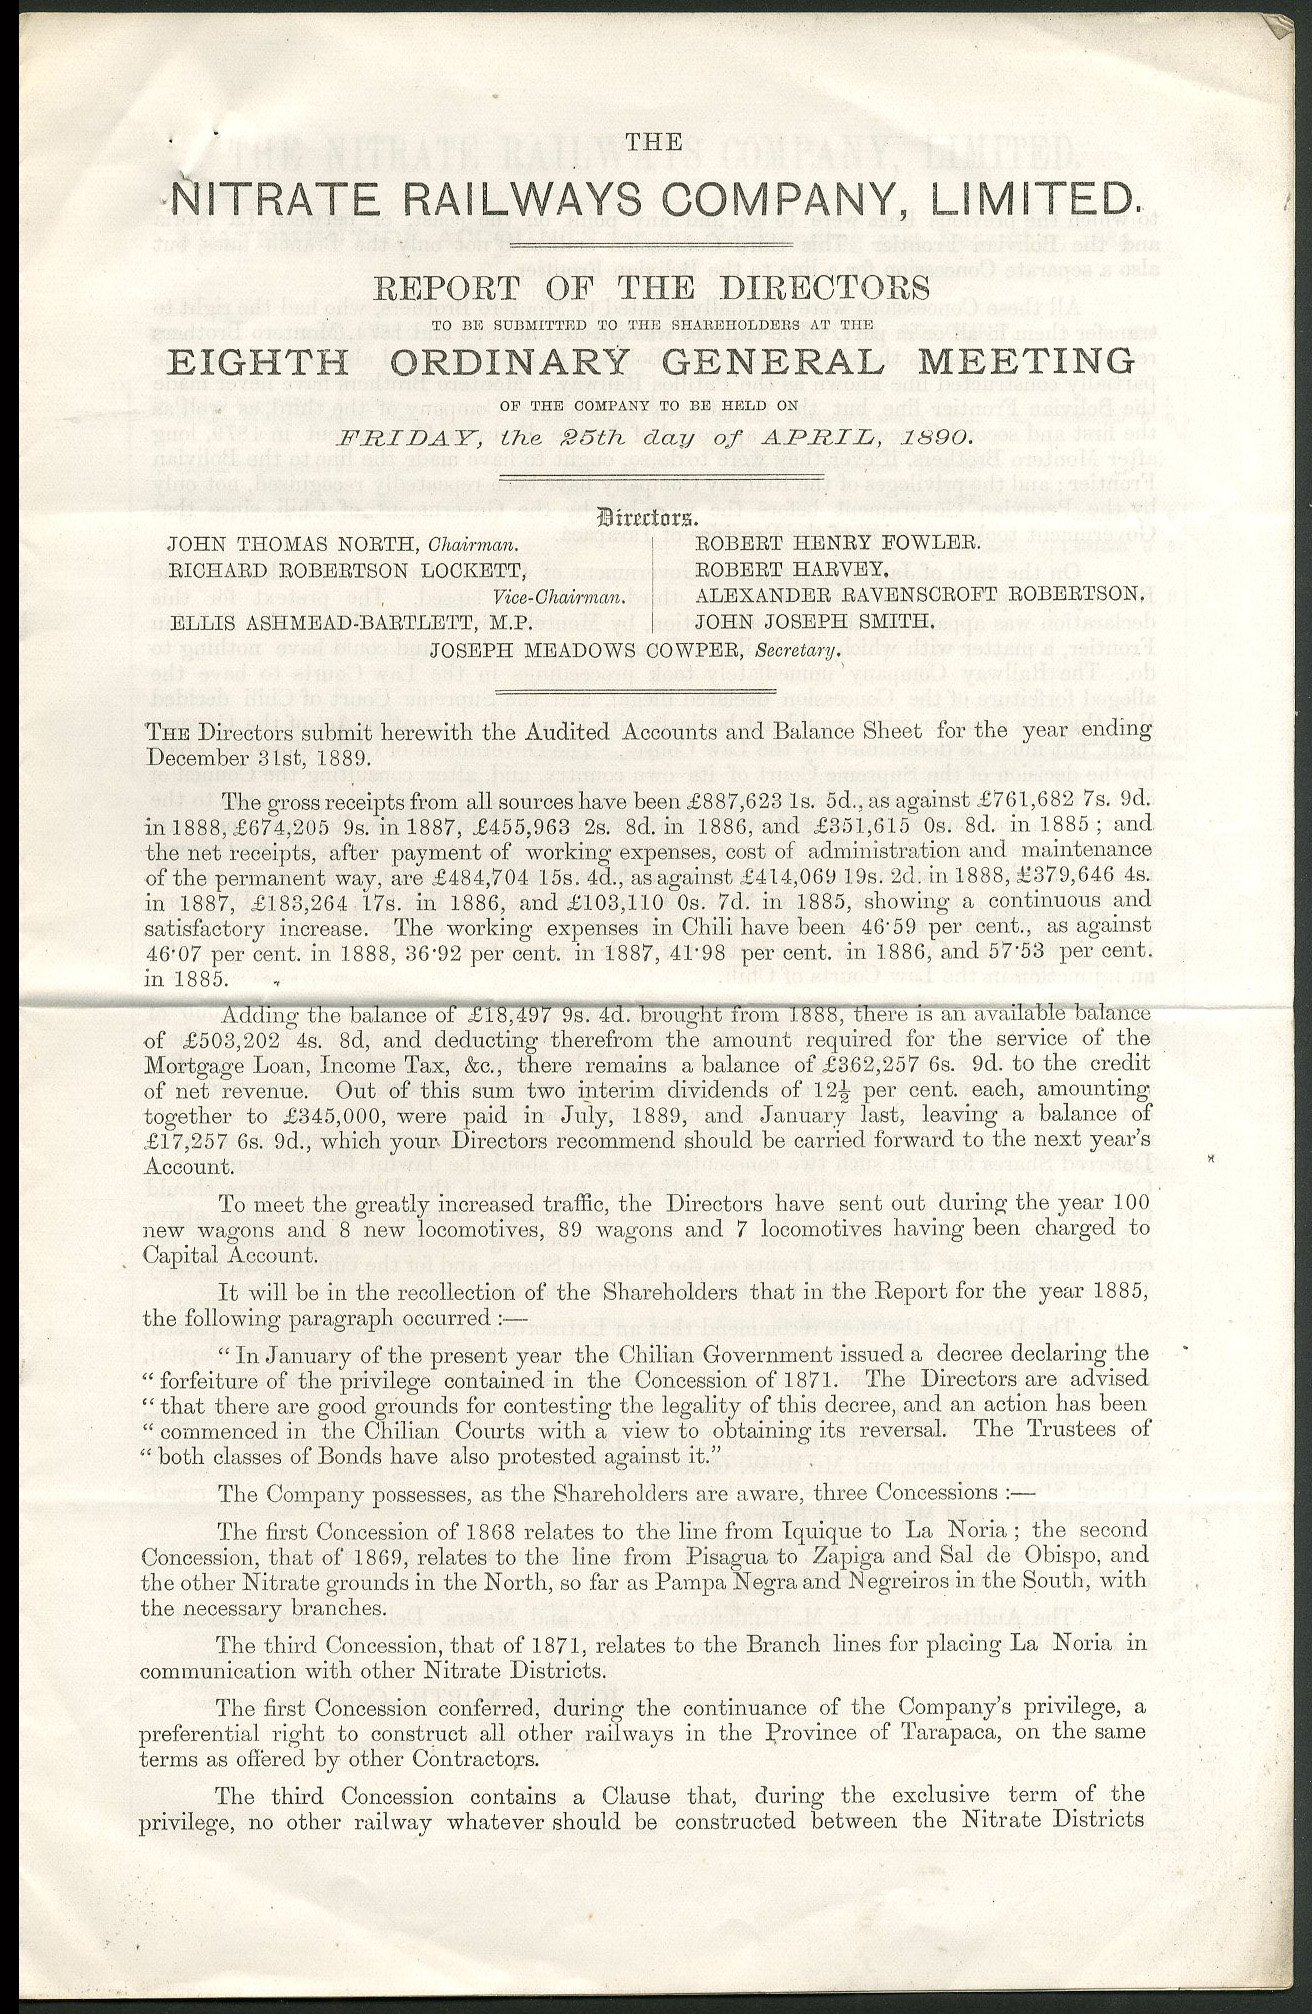 THE
NITRATE RAILWAYS COMPANY, LIMITED.
REPORT OF THE DIRECTORS
TO BE SUBMITTED TO THE SHAREHOLDERS AT THE
EIGHTH ORDINARY GENERAL MEETING
OF THE COMPANY TO BE HELD ON
FRIDAY, the 25th day of APRIL, 1890.
Directors.
JOHN THOMAS NORTH, Chairman.
RICHARD ROBERTSON LOCKETT,
Vice-Chairman.
ELLIS ASHMEAD-BARTLETT, M.P.
ROBERT HENRY FOWLER.
ROBERT HARVEY.
ALEXANDER RAVENSCROFT ROBERTSON.
JOHN JOSEPH SMITH.
JOSEPH MEADOWS COWPER, Secretary.
THE Directors submit herewith the Audited Accounts and Balance Sheet for the year ending
December 31st, 1889.
The gross receipts from all sources have been £887,623 1s. 5d., as against £761,682 7s. 9d.
in 1888, £674,205 9s. in 1887, £455,963 2s. 8d. in 1886, and £351,615 0s. 8d. in 1885; and
the net receipts, after payment of working expenses, cost of administration and maintenance
of the permanent way, are £484,704 15s. 4d., as against £414,069 19s. 2d. in 1888, £379,646 4s.
in 1887, £183,264 17s. in 1886, and £103,110 0s. 7d. in 1885, showing a continuous and
satisfactory increase. The working expenses in Chili have been 46·59 per cent., as against
46·07 per cent. in 1888, 36·92 per cent. in 1887, 41·98 per cent. in 1886, and 57·53 per cent.
in 1885.
Adding the balance of £18,497 9s. 4d. brought from 1888, there is an available balance
of £503,202 4s. 8d, and deducting therefrom the amount required for the service of the
Mortgage Loan, Income Tax, &c., there remains a balance of £362,257 6s. 9d. to the credit
of net revenue. Out of this sum two interim dividends of 12½ per cent. each, amounting
together to £345,000, were paid in July, 1889, and January last, leaving a balance of
£17,257 6s. 9d., which your Directors recommend should be carried forward to the next year's
Account.
To meet the greatly increased traffic, the Directors have sent out during the year 100
new wagons and 8 new locomotives, 89 wagons and 7 locomotives having been charged to
Capital Account.
It will be in the recollection of the Shareholders that in the Report for the year 1885,
the following paragraph occurred :—
" In January of the present year the Chilian Government issued a decree declaring the
" forfeiture of the privilege contained in the Concession of 1871. The Directors are advised
" that there are good grounds for contesting the legality of this decree, and an action has been
" commenced in the Chilian Courts with a view to obtaining its reversal. The Trustees of
" both classes of Bonds have also protested against it."
The Company possesses, as the Shareholders are aware, three Concessions :—
The first Concession of 1868 relates to the line from Iquique to La Noria ; the second
Concession, that of 1869, relates to the line from Pisagua to Zapiga and Sal de Obispo, and
the other Nitrate grounds in the North, so far as Pampa Negra and Negreiros in the South, with
the necessary branches.
The third Concession, that of 1871, relates to the Branch lines for placing La Noria in
communication with other Nitrate Districts.
The first Concession conferred, during the continuance of the Company's privilege, a
preferential right to construct all other railways in the Province of Tarapaca, on the same
terms as offered by other Contractors.
The third Concession contains a Clause that, during the exclusive term of the
privilege, no other railway whatever should be constructed between the Nitrate Districts